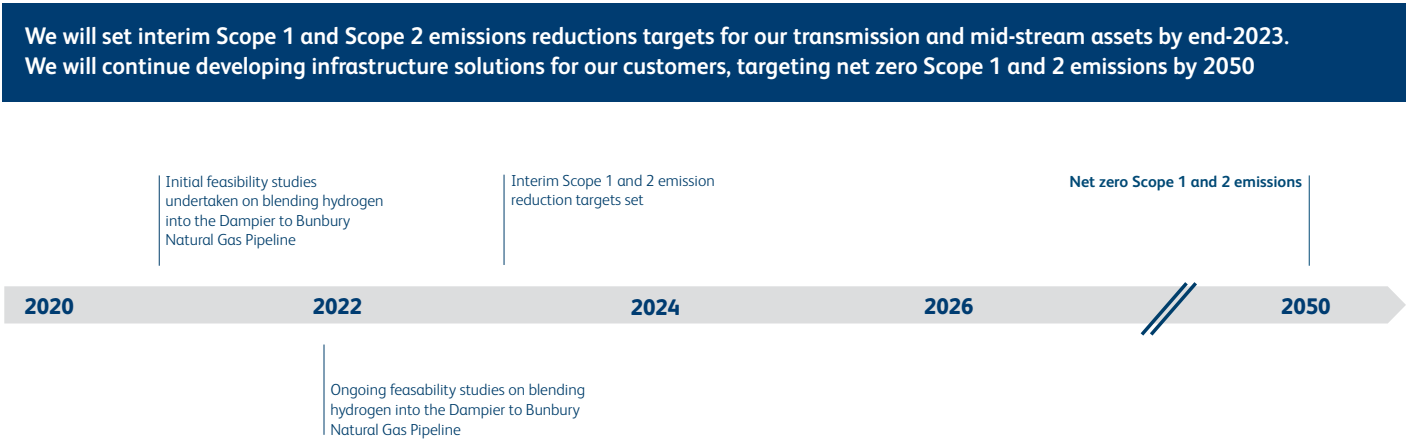 We will set interim Scope 1 and Scope 2 emissions reductions targets for our transmission and mid-stream assets by end-2023.
We will continue developing infrastructure solutions for our customers, targeting net zero Scope 1 and 2 emissions by 2050
Initial feasibility studies
undertaken on blending hydrogen
into the Dampier to Bunbury
Natural Gas Pipeline
Interim Scope 1 and 2 emission
reduction targets set
Net zero Scope 1 and 2 emissions
2020
2022
2024
2026
2050
Ongoing feasability studies on blending
hydrogen into the Dampier to Bunbury
Natural Gas Pipeline